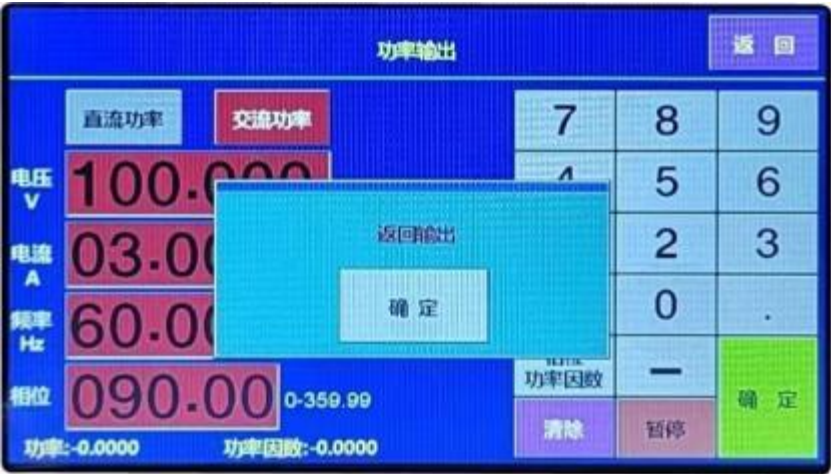 功率输出
返 回
直流功率
交流功率
电压
V
100.000
电流
A
03.00
频率
Hz
60.00
相位
090.00
0-359.99
功率:-0.0000
功率因数:-0.0000
返回输出
确 定
7
8
9
4
5
6
2
3
0
.
功率因数
-
清除
暂停
确 定